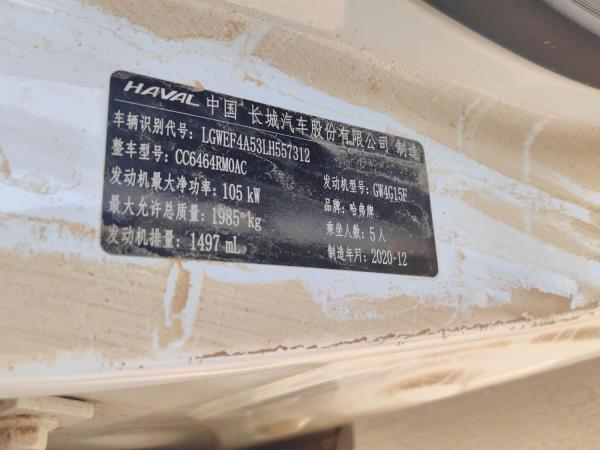 HAVAL 中国 长城汽车股份有限公司 制造
车辆识别代号: LGWEF4A53LH557312
整车型号: CC6464RM0AC
发动机型号: GW4G15F
发动机最大净功率: 105 kW
品牌: 哈弗牌
最大允许总质量: 1985 kg
乘坐人数: 5人
发动机排量: 1497 mL
制造年月: 2020-12